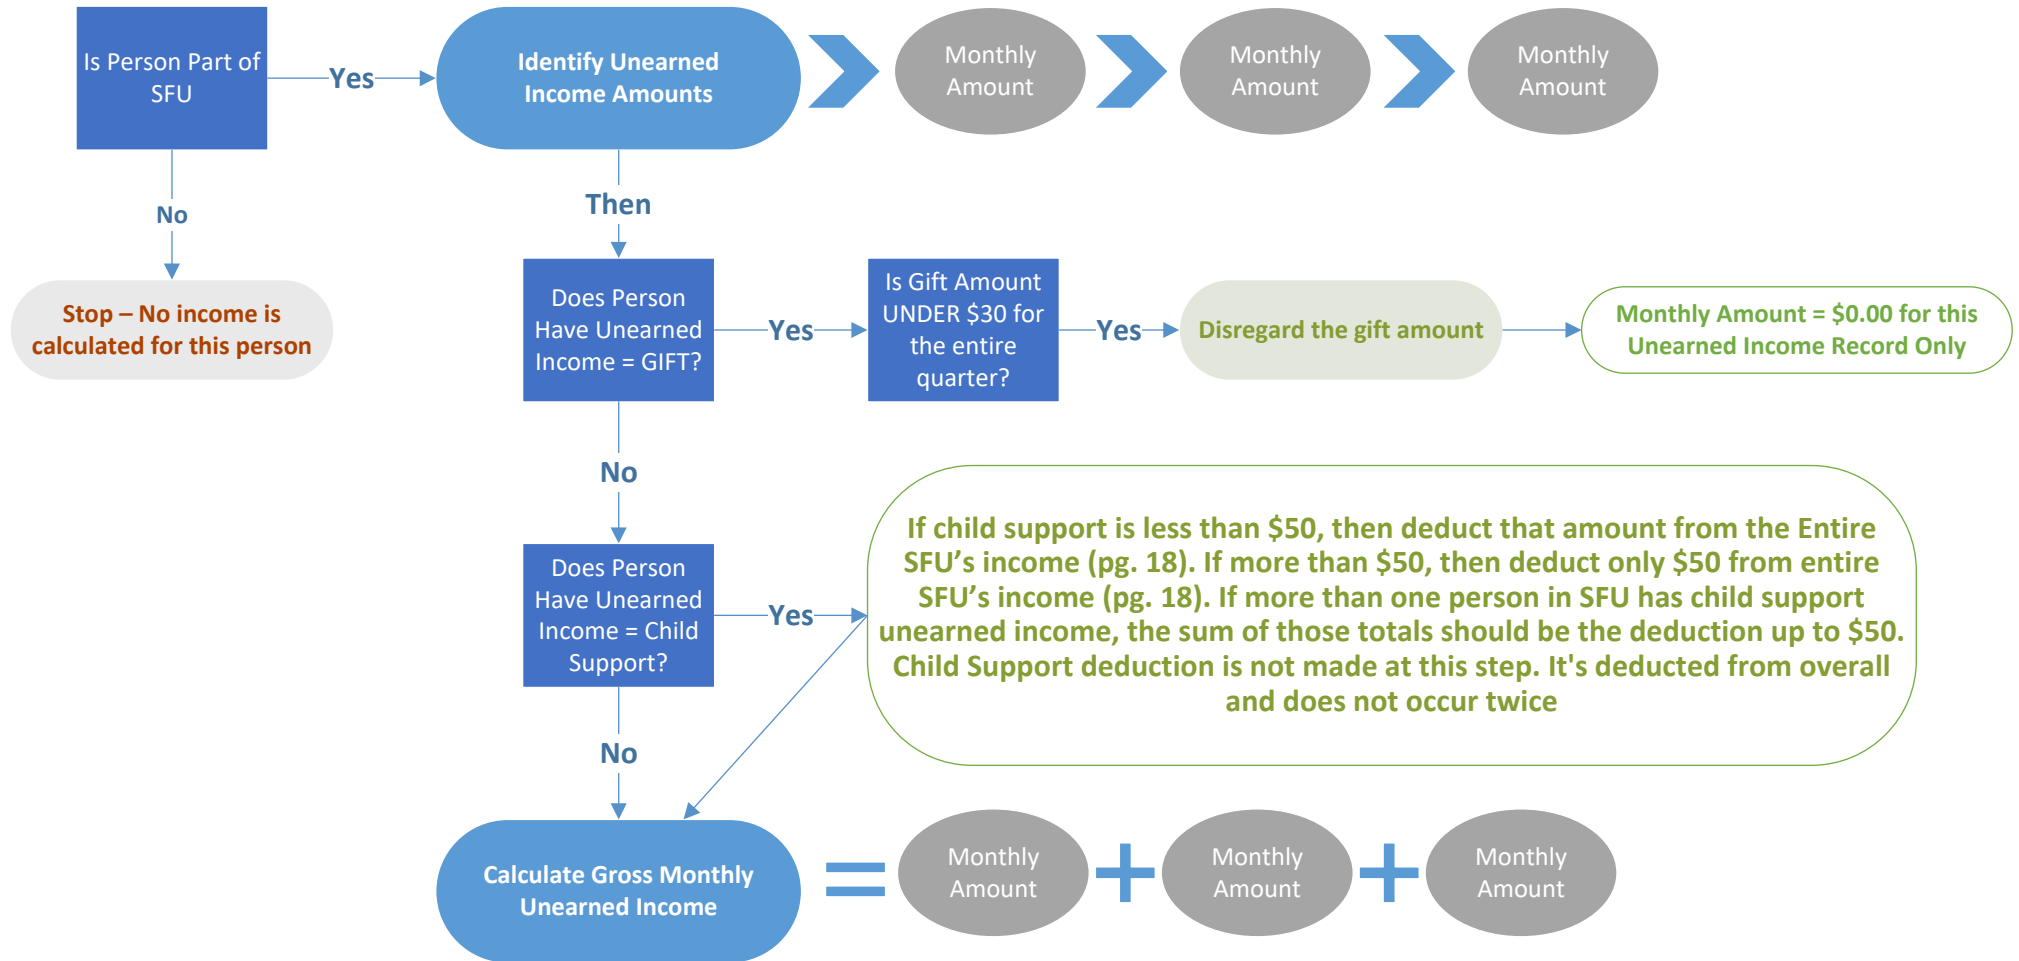 Is Person Part of
SFU
Yes
Identify Unearned
Income Amounts
Monthly
Amount
Monthly
Amount
Monthly
Amount
No
Then
Stop – No income is
calculated for this person
Does Person
Have Unearned
Income = GIFT?
Yes
Is Gift Amount
UNDER $30 for
the entire
quarter?
Yes
Disregard the gift amount
Monthly Amount = $0.00 for this
Unearned Income Record Only
No
Does Person
Have Unearned
Income = Child
Support?
Yes
If child support is less than $50, then deduct that amount from the Entire
SFU’s income (pg. 18). If more than $50, then deduct only $50 from entire
SFU’s income (pg. 18). If more than one person in SFU has child support
unearned income, the sum of those totals should be the deduction up to $50.
Child Support deduction is not made at this step. It's deducted from overall
and does not occur twice
No
Calculate Gross Monthly
Unearned Income
=
Monthly
Amount
+
Monthly
Amount
+
Monthly
Amount